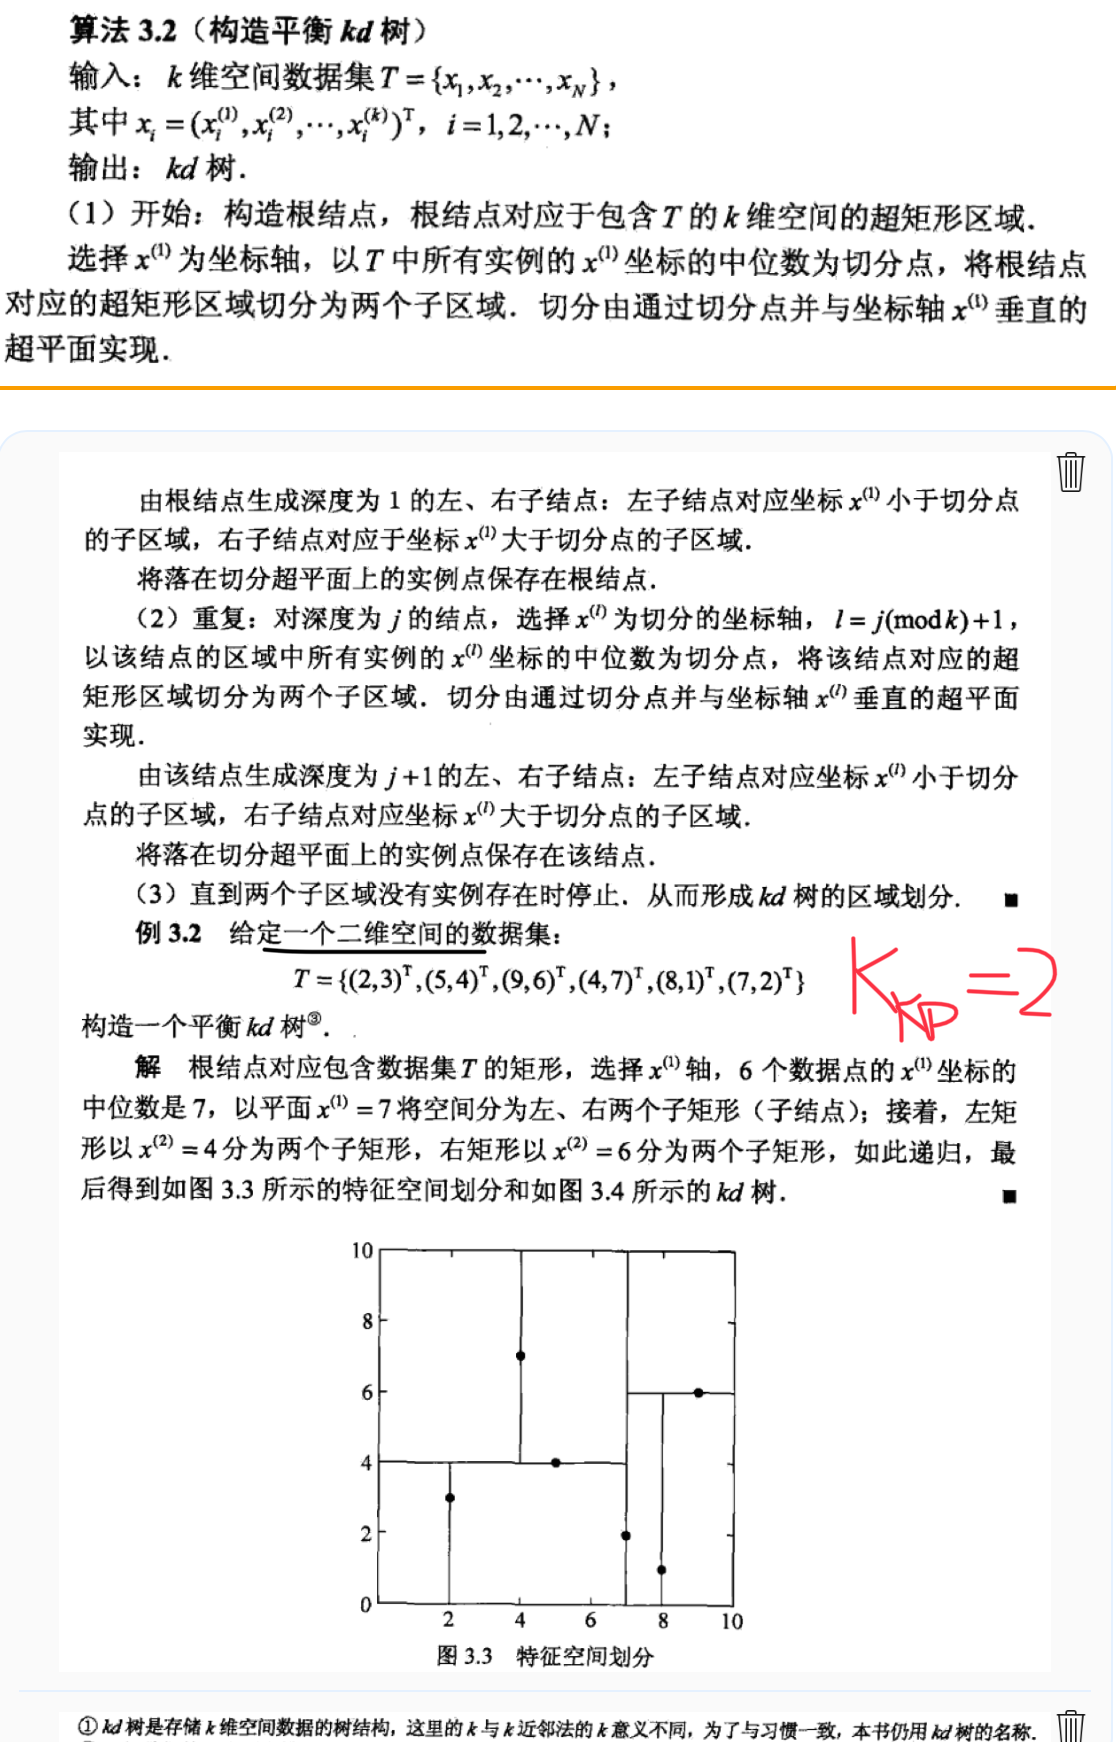 算法 3.2（构造平衡 kd 树）
输入：k 维空间数据集 T = {x₁,x₂,⋯,x_N}，
其中 xᵢ = (xᵢ⁽¹⁾,xᵢ⁽²⁾,⋯,xᵢ⁽ᵏ⁾)ᵀ，i = 1,2,⋯,N；
输出：kd 树．
（1）开始：构造根结点，根结点对应于包含 T 的 k 维空间的超矩形区域．
选择 x⁽¹⁾ 为坐标轴，以 T 中所有实例的 x⁽¹⁾ 坐标的中位数为切分点，将根结点
对应的超矩形区域切分为两个子区域．切分由通过切分点并与坐标轴 x⁽¹⁾ 垂直的
超平面实现．
由根结点生成深度为 1 的左、右子结点：左子结点对应坐标 x⁽¹⁾ 小于切分点
的子区域，右子结点对应于坐标 x⁽¹⁾ 大于切分点的子区域．
将落在切分超平面上的实例点保存在根结点．
（2）重复：对深度为 j 的结点，选择 x⁽ˡ⁾ 为切分的坐标轴，l = j(mod k)+1，
以该结点的区域中所有实例的 x⁽ˡ⁾ 坐标的中位数为切分点，将该结点对应的超
矩形区域切分为两个子区域．切分由通过切分点并与坐标轴 x⁽ˡ⁾ 垂直的超平面
实现．
由该结点生成深度为 j+1 的左、右子结点：左子结点对应坐标 x⁽ˡ⁾ 小于切分
点的子区域，右子结点对应坐标 x⁽ˡ⁾ 大于切分点的子区域．
将落在切分超平面上的实例点保存在该结点．
（3）直到两个子区域没有实例存在时停止．从而形成 kd 树的区域划分． ■
例 3.2 给定一个二维空间的数据集：
T = {(2,3)ᵀ,(5,4)ᵀ,(9,6)ᵀ,(4,7)ᵀ,(8,1)ᵀ,(7,2)ᵀ}
K_KD = 2
构造一个平衡 kd 树③．
解 根结点对应包含数据集 T 的矩形，选择 x⁽¹⁾ 轴，6 个数据点的 x⁽¹⁾ 坐标的
中位数是 7，以平面 x⁽¹⁾ = 7 将空间分为左、右两个子矩形（子结点）；接着，左矩
形以 x⁽²⁾ = 4 分为两个子矩形，右矩形以 x⁽²⁾ = 6 分为两个子矩形，如此递归，最
后得到如图 3.3 所示的特征空间划分和如图 3.4 所示的 kd 树． ■
10
8
6
4
2
0
2 4 6 8 10
图 3.3 特征空间划分
① kd 树是存储 k 维空间数据的树结构，这里的 k 与 k 近邻法的 k 意义不同，为了与习惯一致，本书仍用 kd 树的名称．